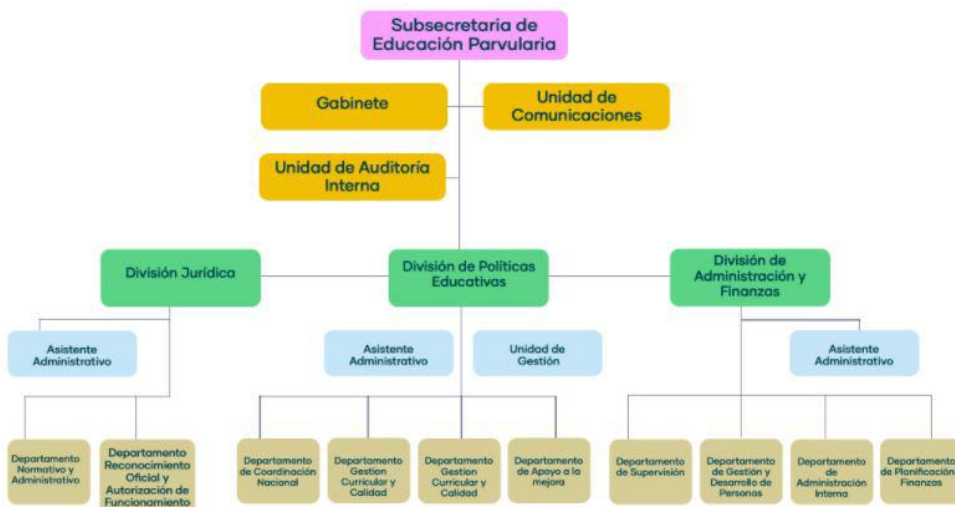 Subsecretaria de
Educación Parvularia
Gabinete
Unidad de
Comunicaciones
Unidad de Auditoría
Interna
División Jurídica
División de Políticas
Educativas
División de
Administración y
Finanzas
Asistente
Administrativo
Asistente
Administrativo
Unidad de
Gestión
Asistente
Administrativo
Departamento
Normativo y
Administrativo
Departamento
Reconocimiento
Oficial y
Autorización de
Funcionamiento
Departamento
de Coordinación
Nacional
Departamento
Gestion
Curricular y
Calidad
Departamento
Gestion
Curricular y
Calidad
Departamento
de Apoyo a la
mejora
Departamento
de Supervisión
Departamento
de Gestión y
Desarrollo de
Personas
Departamento
de
Administración
Interna
Departamento
de Planificación y
Finanzas